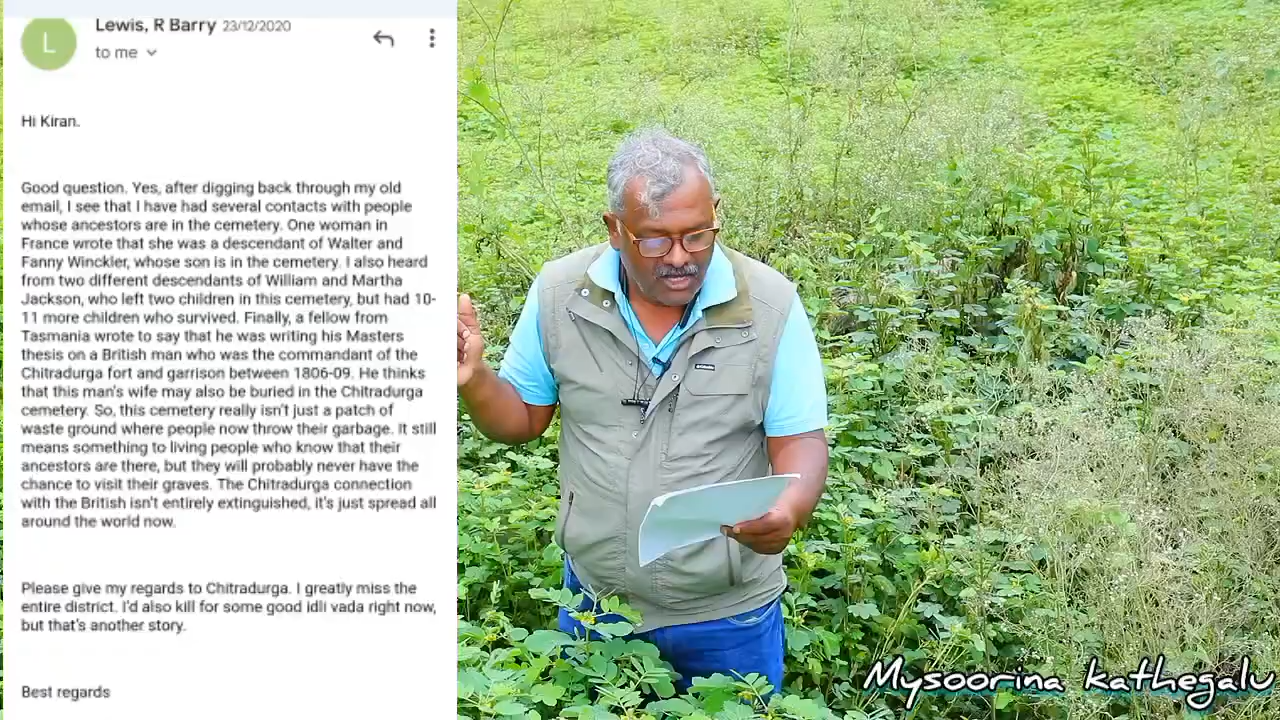 L
Lewis, R Barry 23/12/2020
to me
Hi Kiran.
Good question. Yes, after digging back through my old
email, I see that I have had several contacts with people
whose ancestors are in the cemetery. One woman in
France wrote that she was a descendant of Walter and
Fanny Winckler, whose son is in the cemetery. I also heard
from two different descendants of William and Martha
Jackson, who left two children in this cemetery, but had 10-
11 more children who survived. Finally, a fellow from
Tasmania wrote to say that he was writing his Masters
thesis on a British man who was the commandant of the
Chitradurga fort and garrison between 1806-09. He thinks
that this man's wife may also be buried in the Chitradurga
cemetery. So, this cemetery really isn't just a patch of
waste ground where people now throw their garbage. It still
means something to living people who know that their
ancestors are there, but they will probably never have the
chance to visit their graves. The Chitradurga connection
with the British isn't entirely extinguished, it's just spread all
around the world now.
Please give my regards to Chitradurga. I greatly miss the
entire district. I'd also kill for some good idli vada right now,
but that's another story.
Best regards
Mysoorina kathegalu